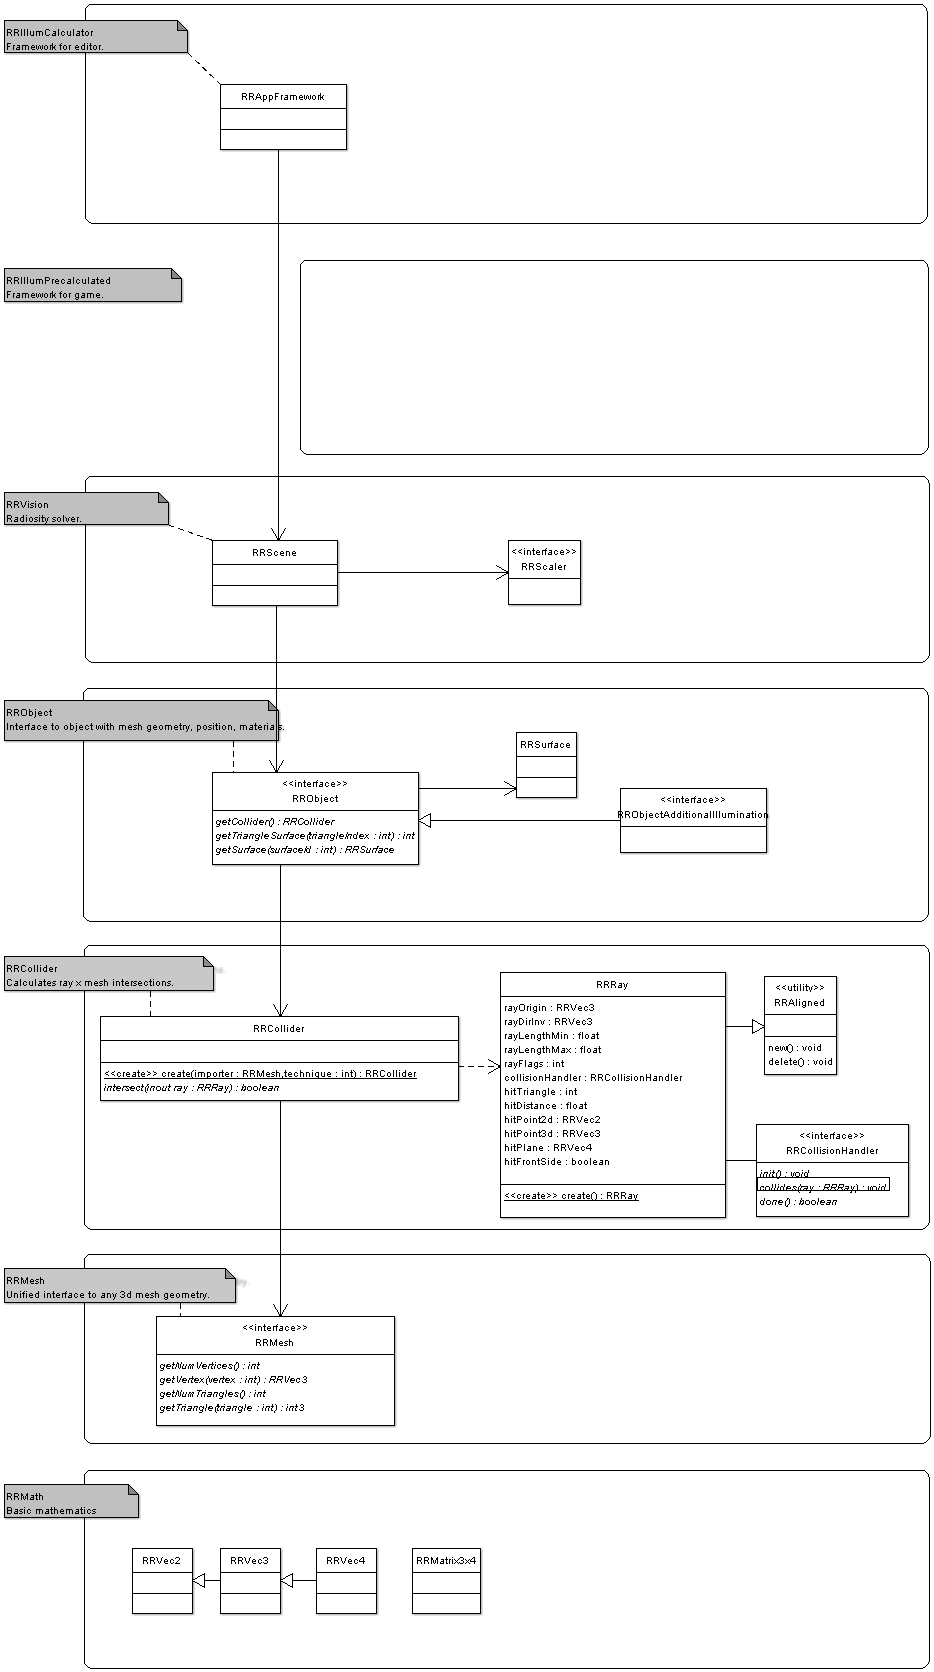 RRIllumCalculator
Framework for editor.
RRAppFramework
RRIllumPrecalculated
Framework for game.
RRVision
Radiosity solver.
RRScene
<<interface>>
RRScaler
RRObject
Interface to object with mesh geometry, position, materials.
RRSurface
<<interface>>
RRObject
getCollider() : RRCollider
getTriangleSurface(triangleIndex : int) : int
getSurface(surfaceId : int) : RRSurface
<<interface>>
RRObjectAdditionalIllumination
RRCollider
Calculates ray x mesh intersections.
RRCollider
<<create>> create(importer : RRMesh,technique : int) : RRCollider
intersect(inout ray : RRRay) : boolean
RRRay
rayOrigin : RRVec3
rayDirInv : RRVec3
rayLengthMin : float
rayLengthMax : float
rayFlags : int
collisionHandler : RRCollisionHandler
hitTriangle : int
hitDistance : float
hitPoint2d : RRVec2
hitPoint3d : RRVec3
hitPlane : RRVec4
hitFrontSide : boolean
<<create>> create() : RRRay
<<utility>>
RRAligned
new() : void
delete() : void
<<interface>>
RRCollisionHandler
init() : void
collides(ray : RRRay) : void
done() : boolean
RRMesh
Unified interface to any 3d mesh geometry.
<<interface>>
RRMesh
getNumVertices() : int
getVertex(vertex : int) : RRVec3
getNumTriangles() : int
getTriangle(triangle : int) : int3
RRMath
Basic mathematics
RRVec2
RRVec3
RRVec4
RRMatrix3x4